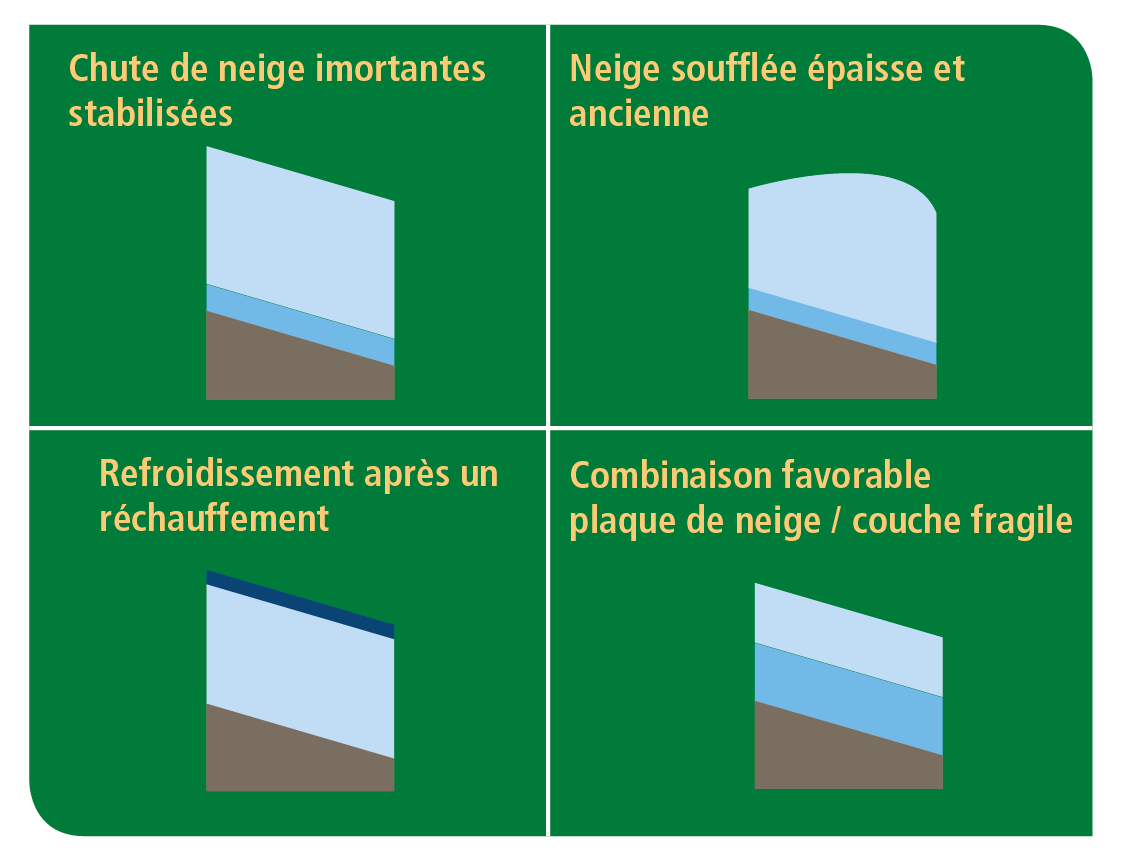 Chute de neige imortantes
stabilisées
Neige soufflée épaisse et
ancienne
Refroidissement après un
réchauffement
Combinaison favorable
plaque de neige / couche fragile